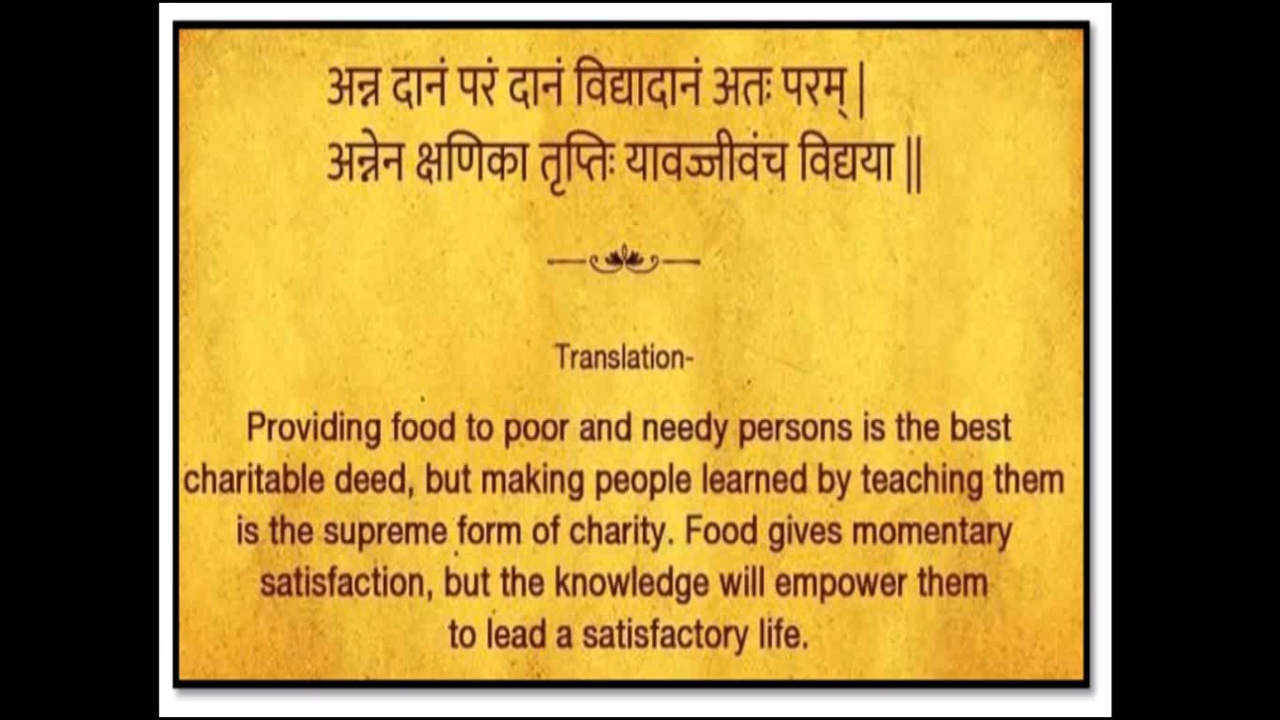 अन्न दानं परं दानं विद्यादानं अतः परम् |
अन्नेन क्षणिका तृप्तिः यावज्जीवंच विद्यया ||
Translation-
Providing food to poor and needy persons is the best
charitable deed, but making people learned by teaching them
is the supreme form of charity. Food gives momentary
satisfaction, but the knowledge will empower them
to lead a satisfactory life.